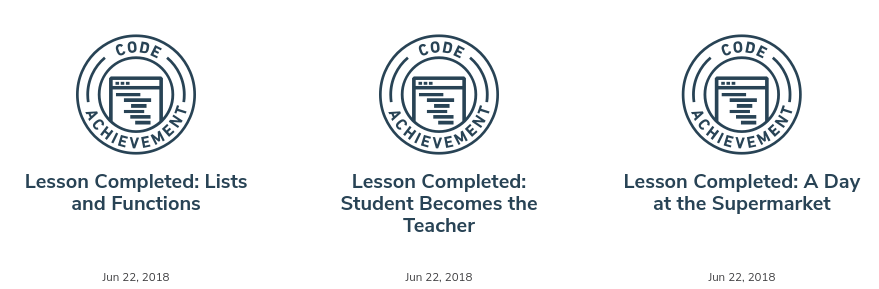 CODE
ACHIEVEMENT
Lesson Completed: Lists
and Functions
Jun 22, 2018
CODE
ACHIEVEMENT
Lesson Completed:
Student Becomes the
Teacher
Jun 22, 2018
CODE
ACHIEVEMENT
Lesson Completed: A Day
at the Supermarket
Jun 22, 2018